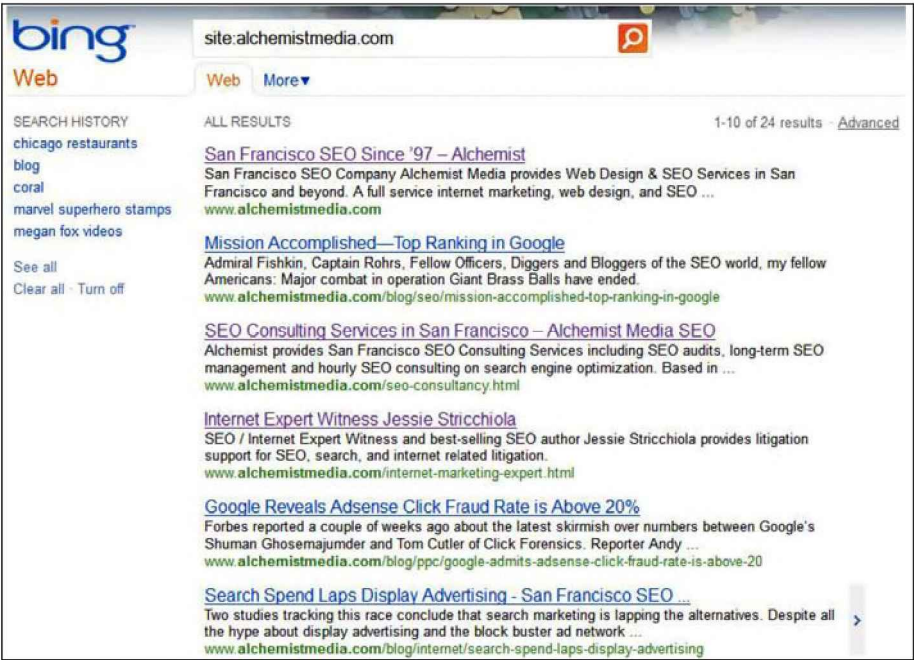 bing
site:alchemistmedia.com
Web
Web More▼
SEARCH HISTORY
chicago restaurants
blog
coral
marvel superhero stamps
megan fox videos
See all
Clear all · Turn off
ALL RESULTS
1-10 of 24 results · Advanced
San Francisco SEO Since '97 – Alchemist
San Francisco SEO Company Alchemist Media provides Web Design & SEO Services in San
Francisco and beyond. A full service internet marketing, web design, and SEO ...
www.alchemistmedia.com
Mission Accomplished—Top Ranking in Google
Admiral Fishkin, Captain Rohrs, Fellow Officers, Diggers and Bloggers of the SEO world, my fellow
Americans: Major combat in operation Giant Brass Balls have ended.
www.alchemistmedia.com/blog/seo/mission-accomplished-top-ranking-in-google
SEO Consulting Services in San Francisco – Alchemist Media SEO
Alchemist provides San Francisco SEO Consulting Services including SEO audits, long-term SEO
management and hourly SEO consulting on search engine optimization. Based in ...
www.alchemistmedia.com/seo-consultancy.html
Internet Expert Witness Jessie Stricchiola
SEO / Internet Expert Witness and best-selling SEO author Jessie Stricchiola provides litigation
support for SEO, search, and internet related litigation.
www.alchemistmedia.com/internet-marketing-expert.html
Google Reveals Adsense Click Fraud Rate is Above 20%
Forbes reported a couple of weeks ago about the latest skirmish over numbers between Google's
Shuman Ghosemajumder and Tom Cutler of Click Forensics. Reporter Andy ...
www.alchemistmedia.com/blog/ppc/google-admits-adsense-click-fraud-rate-is-above-20
Search Spend Laps Display Advertising - San Francisco SEO ...
Two studies tracking this race conclude that search marketing is lapping the alternatives. Despite all
the hype about display advertising and the block buster ad network ...
www.alchemistmedia.com/blog/internet/search-spend-laps-display-advertising